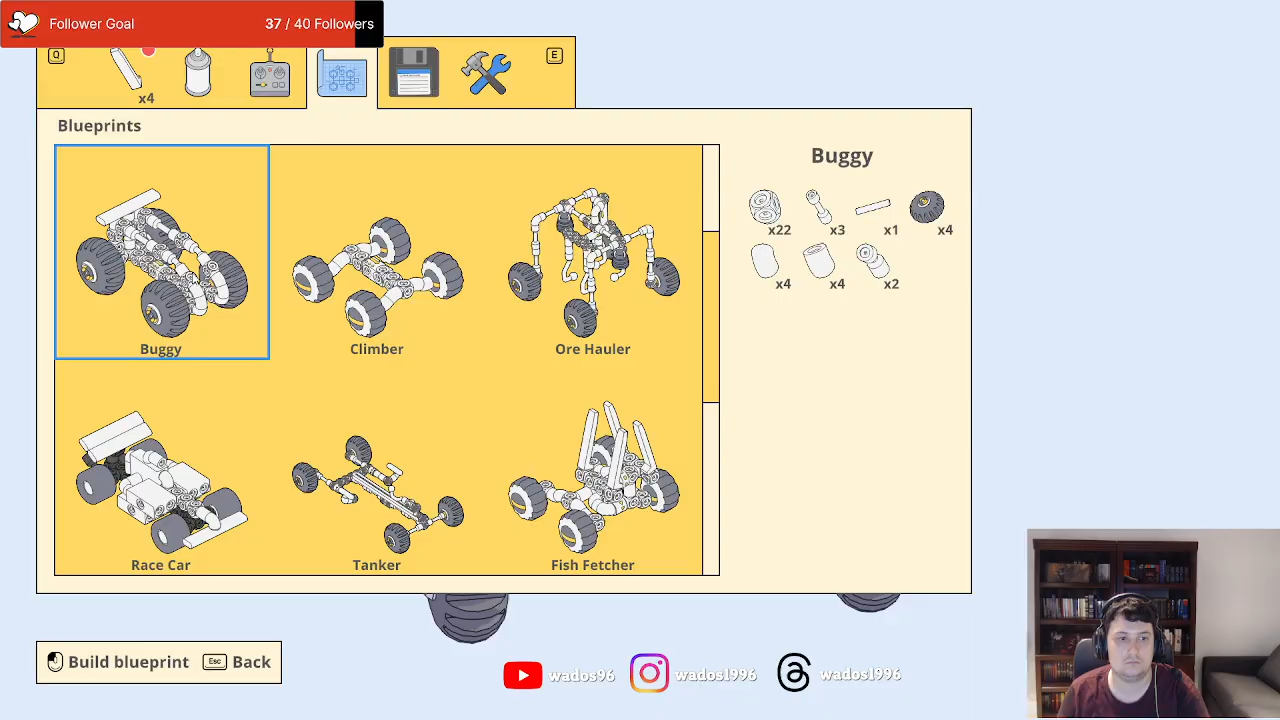 Follower Goal
37 / 40 Followers
Q
E
x4
Blueprints
Buggy
x22
x3
x1
x4
x4
x4
x2
Buggy
Climber
Ore Hauler
Race Car
Tanker
Fish Fetcher
Build blueprint
Esc
Back
wados96
wados1996
wados1996